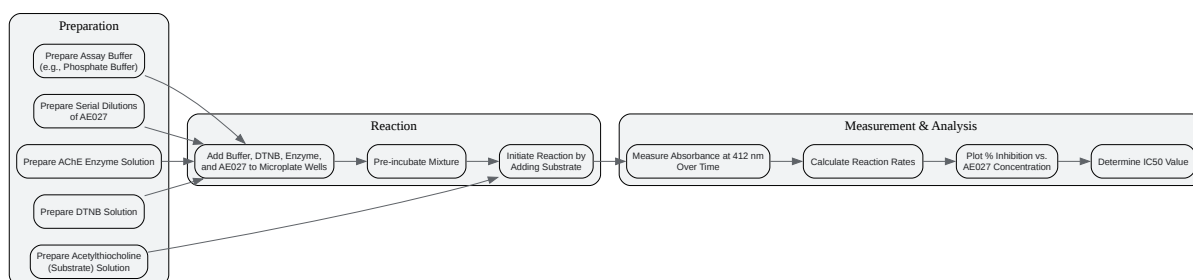 Preparation
Prepare Assay Buffer
(e.g., Phosphate Buffer)
Prepare Serial Dilutions
of AE027
Prepare AChE Enzyme Solution
Prepare DTNB Solution
Prepare Acetylthiocholine
(Substrate) Solution
Reaction
Add Buffer, DTNB, Enzyme,
and AE027 to Microplate Wells
Pre-incubate Mixture
Initiate Reaction by
Adding Substrate
Measurement & Analysis
Measure Absorbance at 412 nm
Over Time
Calculate Reaction Rates
Plot % Inhibition vs.
AE027 Concentration
Determine IC50 Value